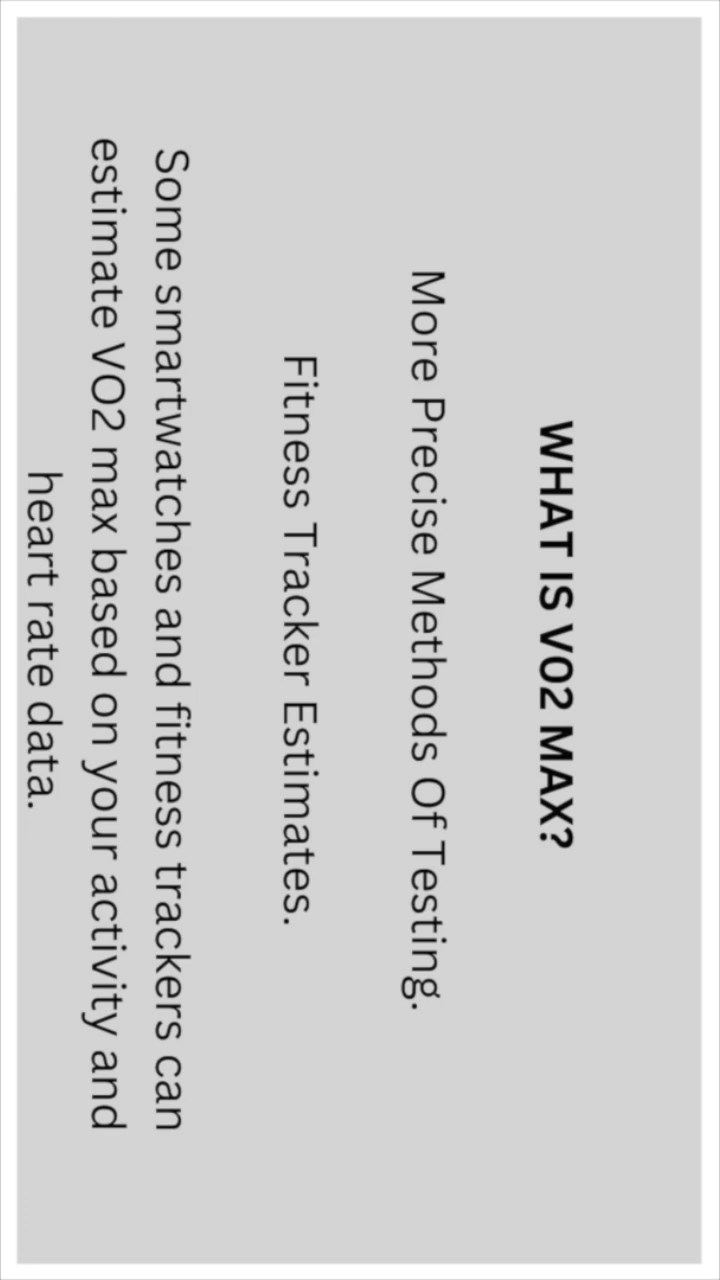 WHAT IS VO2 MAX?
More Precise Methods Of Testing.
Fitness Tracker Estimates.
Some smartwatches and fitness trackers can
estimate VO2 max based on your activity and
heart rate data.